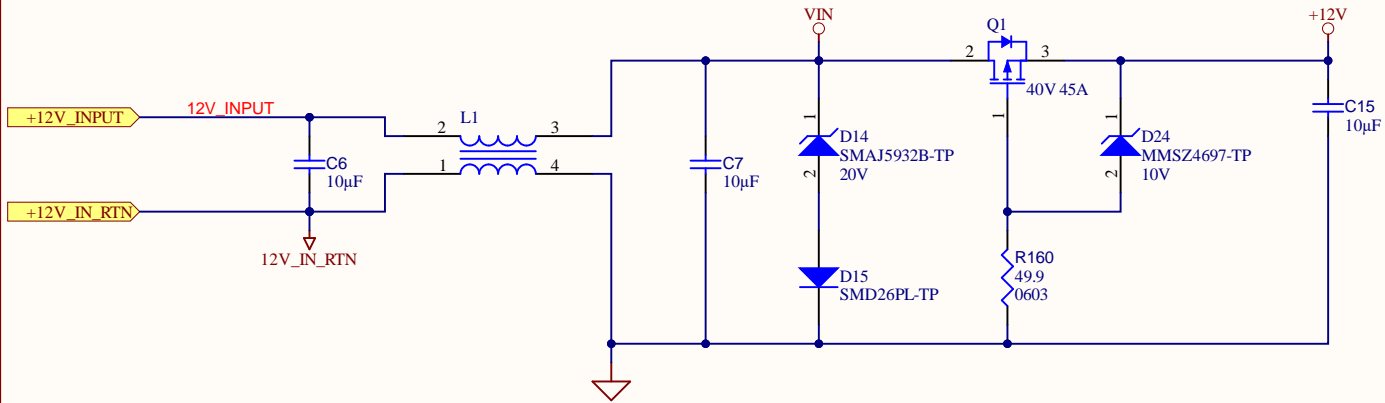 VIN
+12V
Q1
2
3
40V 45A
1
+12V_INPUT
12V_INPUT
L1
2
3
1
4
C6
10µF
C7
10µF
1
D14
SMAJ5932B-TP
20V
2
1
D24
MMSZ4697-TP
10V
2
C15
10µF
+12V_IN_RTN
12V_IN_RTN
D15
SMD26PL-TP
R160
49.9
0603